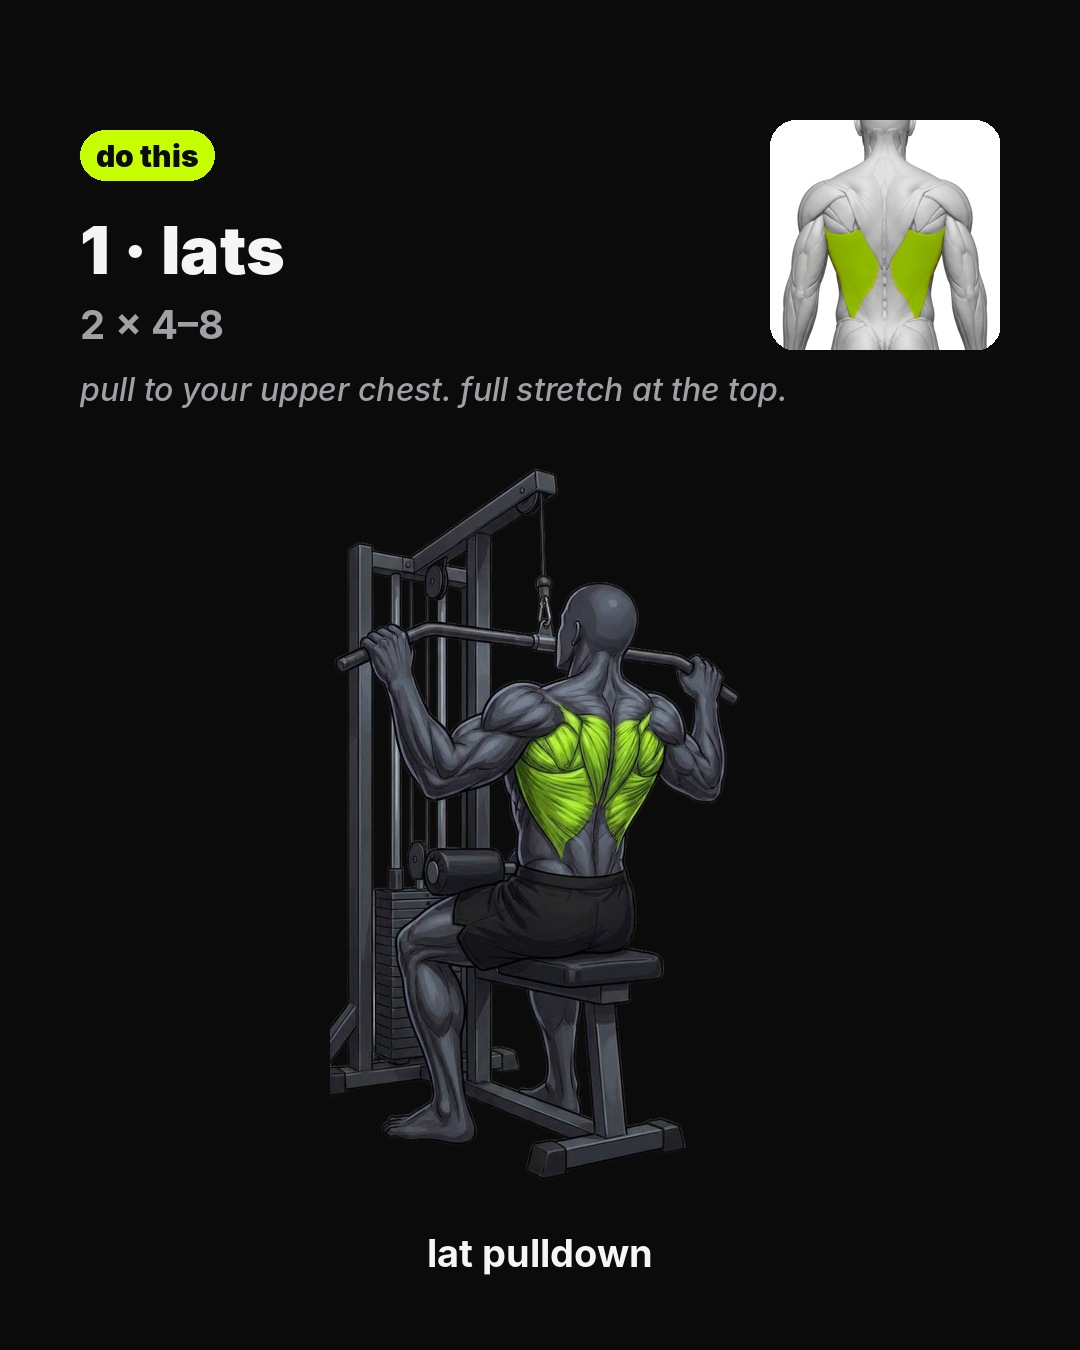 do this
1 · lats
2 × 4–8
pull to your upper chest. full stretch at the top.
lat pulldown